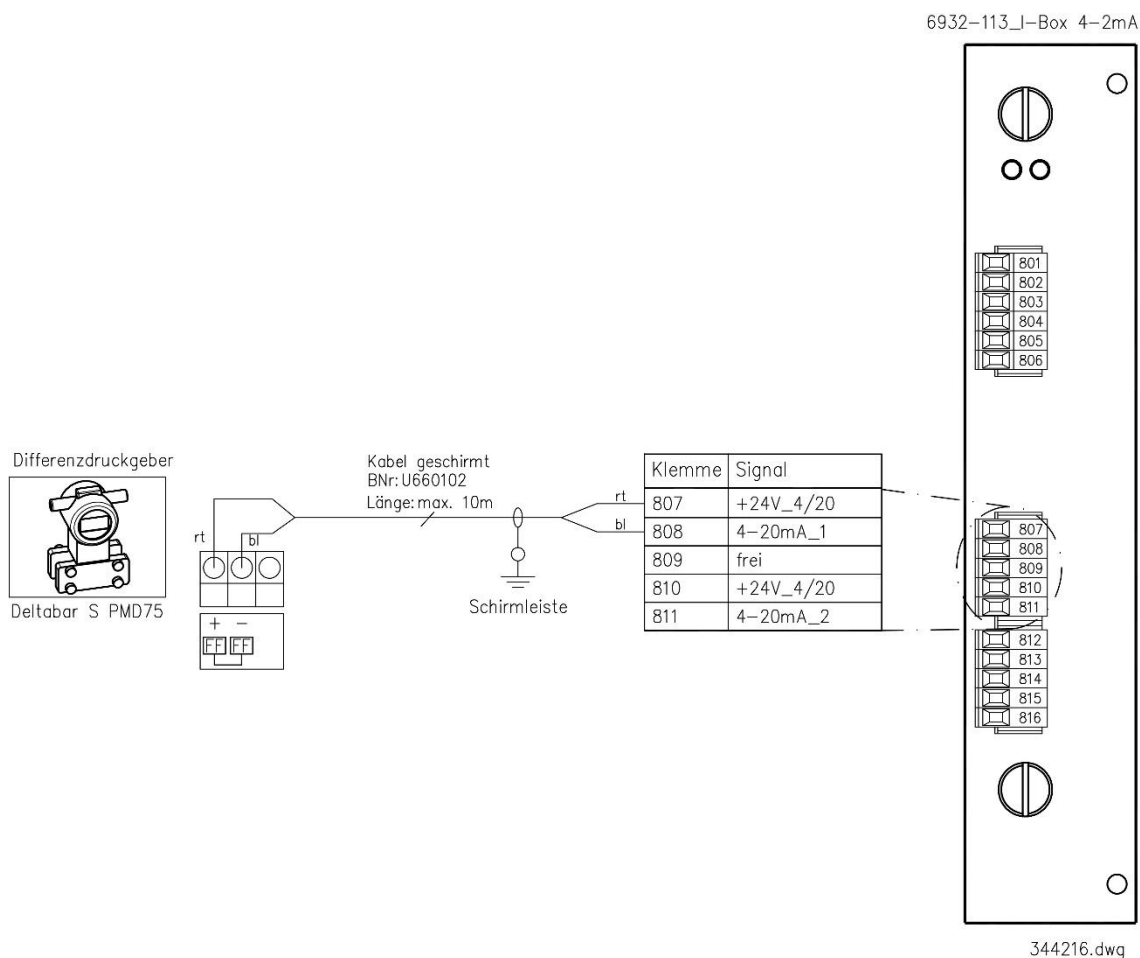 6932-113_I-Box 4-2mA
801
802
803
804
805
806
Differenzdruckgeber
Deltabar S PMD75
rt
bl
+ -
FF FF
Kabel geschirmt
BNr: U660102
Länge: max. 10m
Schirmleiste
rt
bl
Klemme Signal
807 +24V_4/20
808 4-20mA_1
809 frei
810 +24V_4/20
811 4-20mA_2
807
808
809
810
811
812
813
814
815
816
344216.dwg